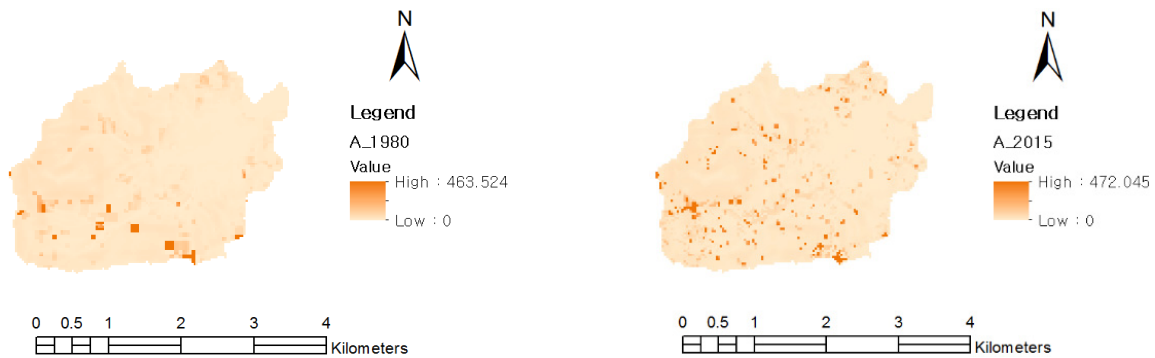 N
Legend
A_1980
Value
High : 463.524
Low : 0
0 0.5 1 2 3 4
Kilometers
N
Legend
A_2015
Value
High : 472.045
Low : 0
0 0.5 1 2 3 4
Kilometers